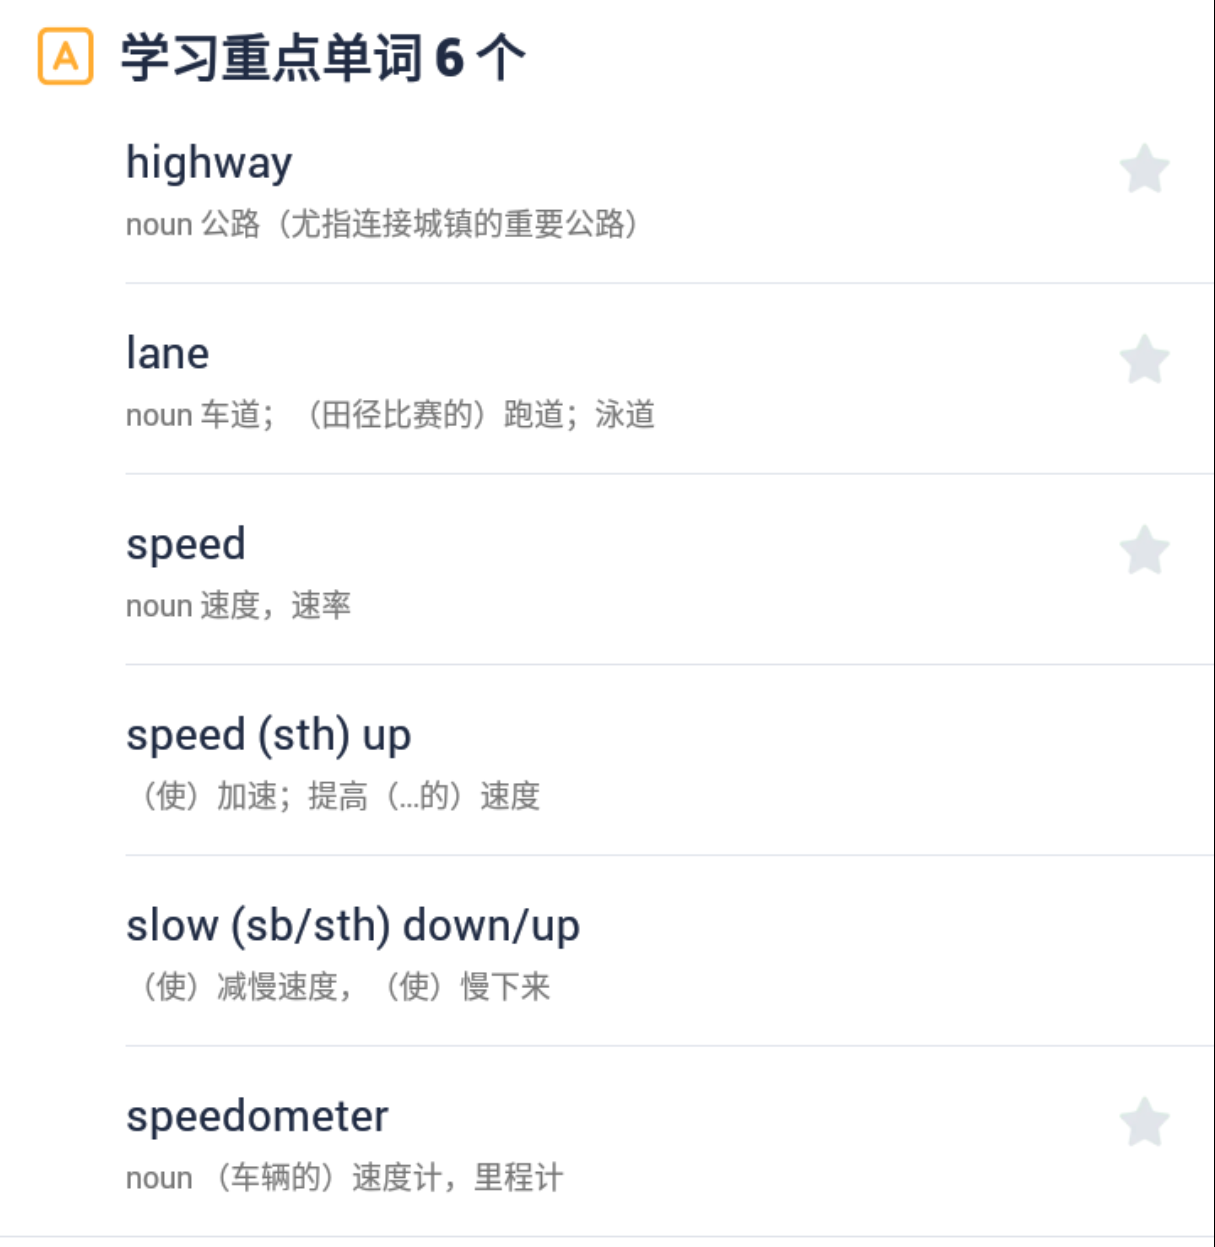 A 学习重点单词 6 个
highway
noun 公路（尤指连接城镇的重要公路）
lane
noun 车道；（田径比赛的）跑道；泳道
speed
noun 速度，速率
speed (sth) up
（使）加速；提高（...的）速度
slow (sb/sth) down/up
（使）减慢速度，（使）慢下来
speedometer
noun （车辆的）速度计，里程计